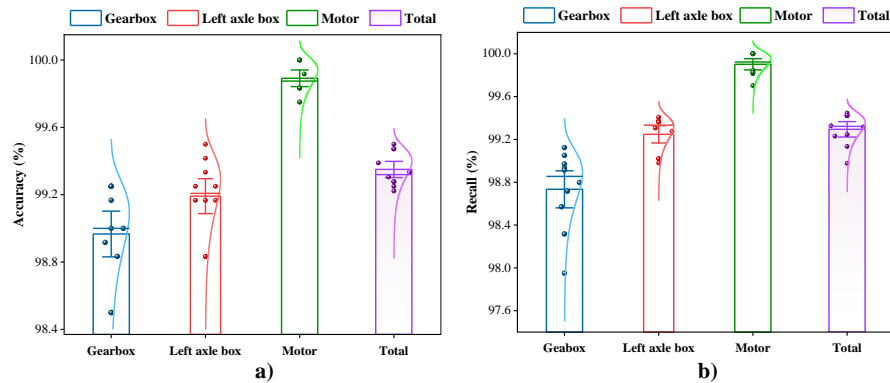 Gearbox Left axle box Motor Total
100.0
99.6
99.2
98.8
98.4
Accuracy (%)
Gearbox Left axle box Motor Total
a)
Gearbox Left axle box Motor Total
100.0
99.6
99.2
98.8
98.4
98.0
97.6
Recall (%)
Geabox Left axle box Motor Total
b)